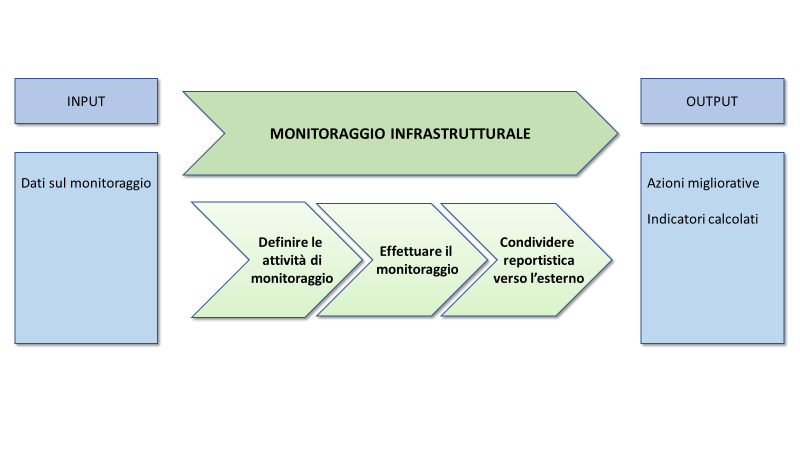 INPUT
MONITORAGGIO INFRASTRUTTURALE
OUTPUT
Dati sul monitoraggio
Definire le
attività di
monitoraggio
Effettuare il
monitoraggio
Condividere
reportistica
verso l'esterno
Azioni migliorative
Indicatori calcolati